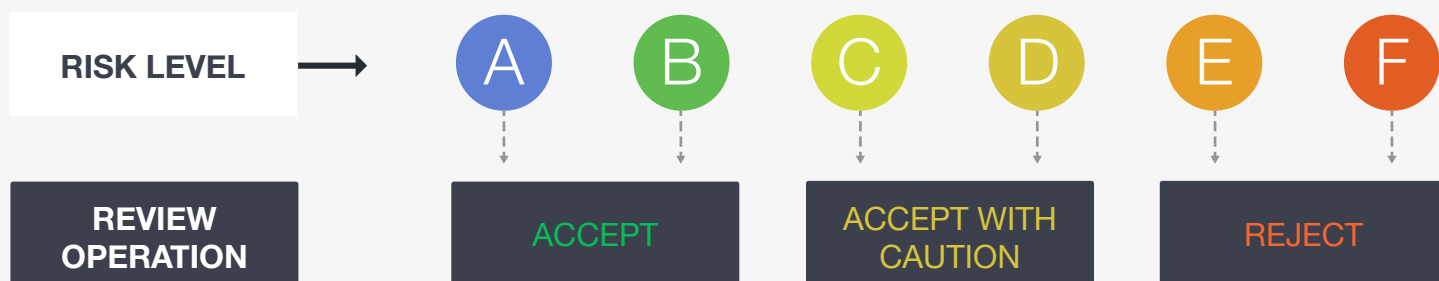 RISK LEVEL
A
B
C
D
E
F
REVIEW
OPERATION
ACCEPT
ACCEPT WITH
CAUTION
REJECT